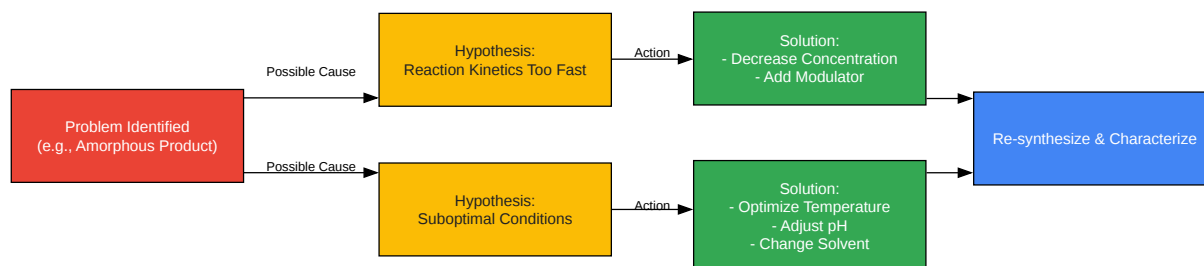 Problem Identified
(e.g., Amorphous Product)
Possible Cause
Possible Cause
Hypothesis:
Reaction Kinetics Too Fast
Hypothesis:
Suboptimal Conditions
Action
Action
Solution:
- Decrease Concentration
- Add Modulator
Solution:
- Optimize Temperature
- Adjust pH
- Change Solvent
Re-synthesize & Characterize